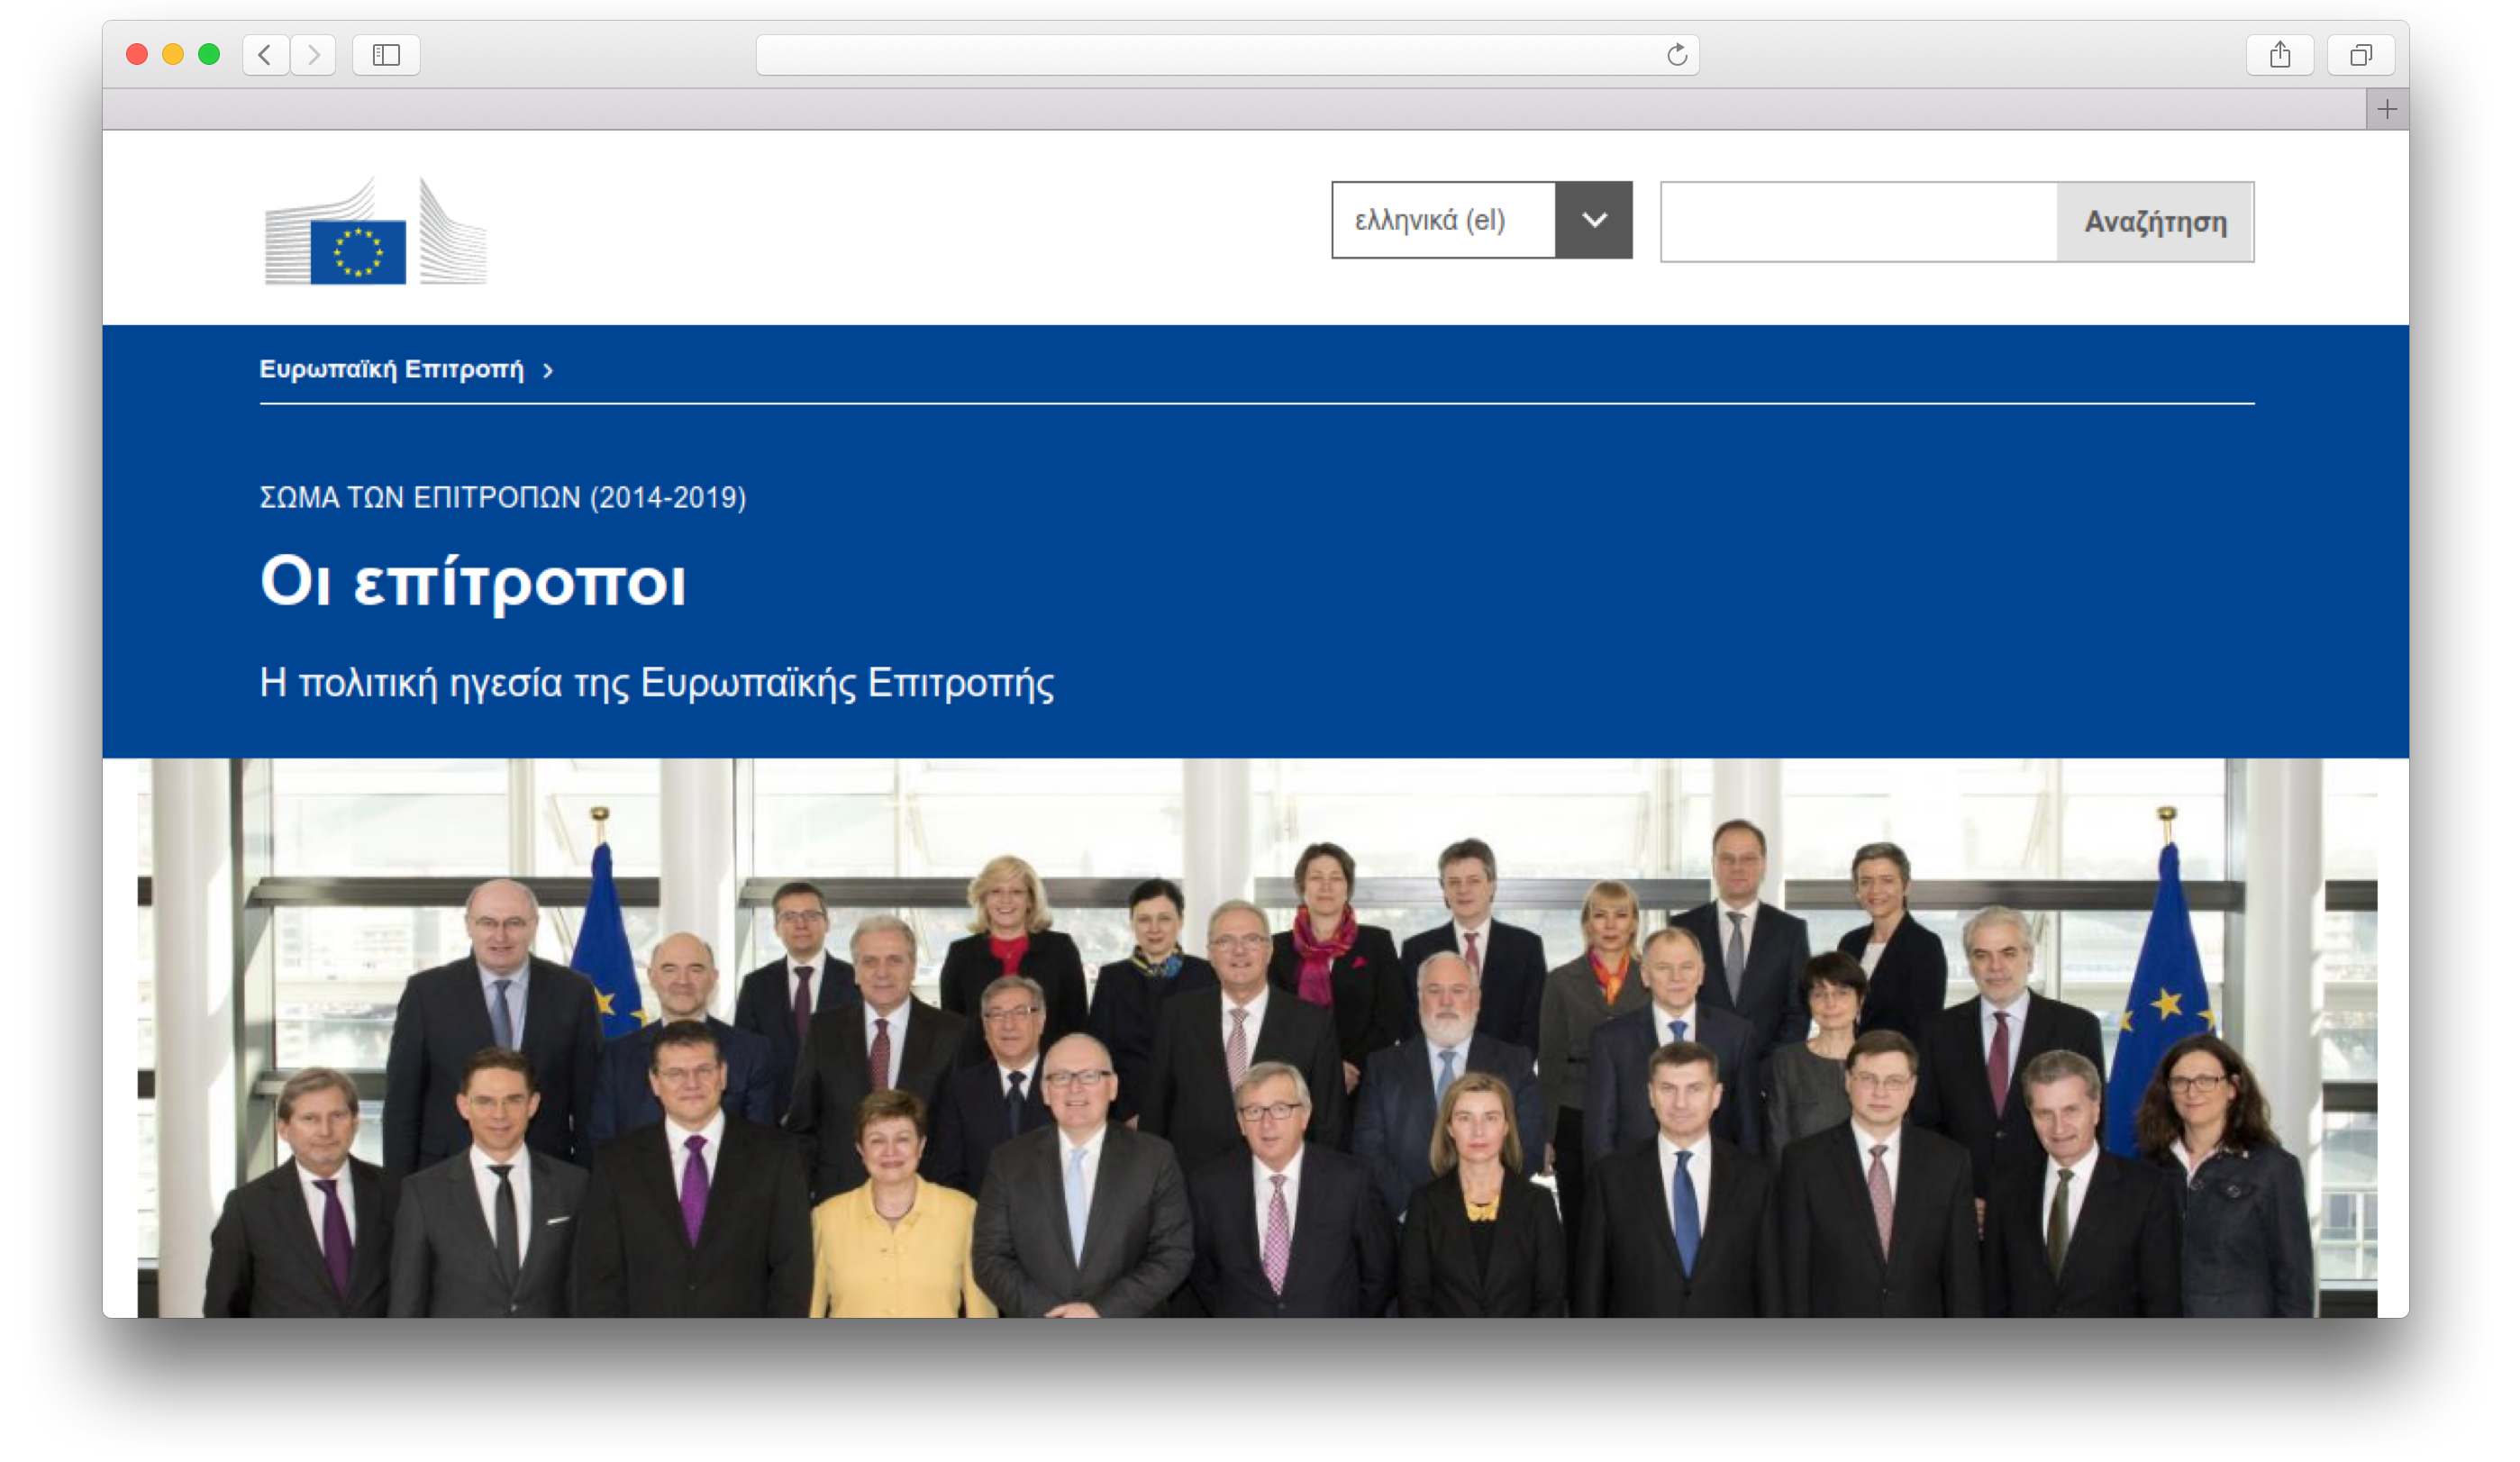 ελληνικά (el)
Αναζήτηση
Ευρωπαϊκή Επιτροπή >
ΣΩΜΑ ΤΩΝ ΕΠΙΤΡΟΠΩΝ (2014-2019)
Οι επίτροποι
Η πολιτική ηγεσία της Ευρωπαϊκής Επιτροπής